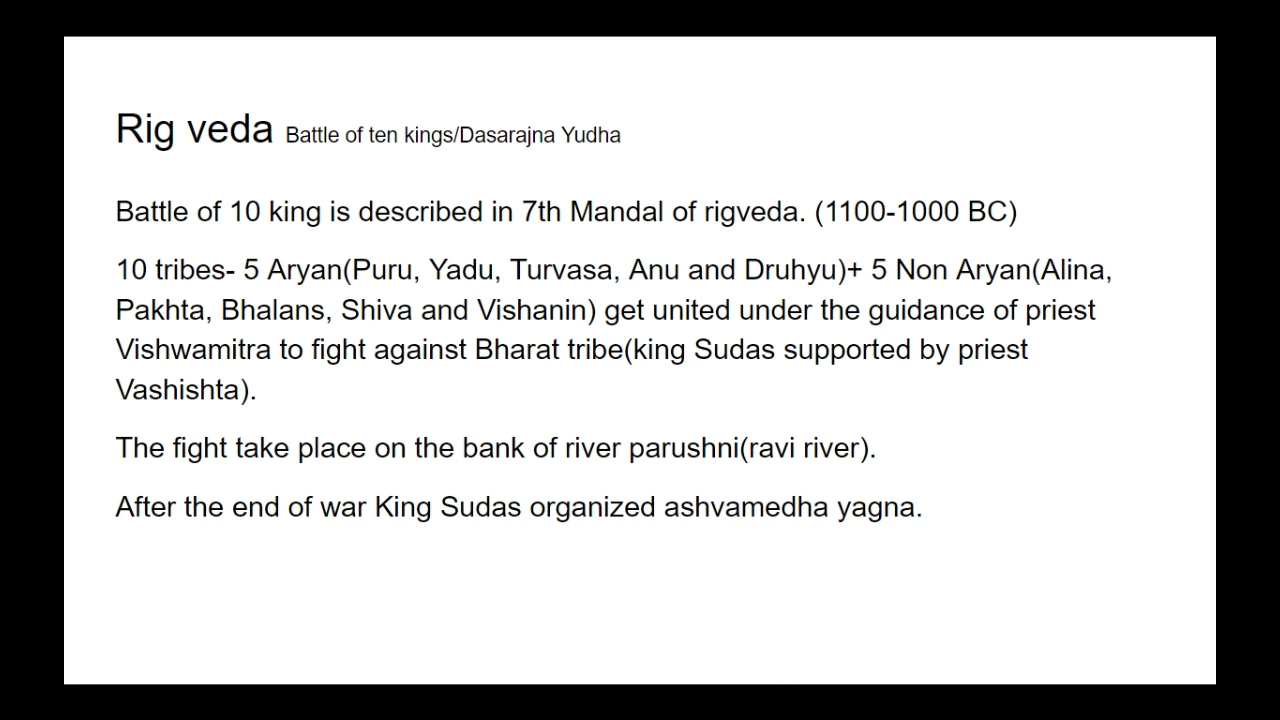 Rig veda Battle of ten kings/Dasarajna Yudha
Battle of 10 king is described in 7th Mandal of rigveda. (1100-1000 BC)
10 tribes- 5 Aryan(Puru, Yadu, Turvasa, Anu and Druhyu)+ 5 Non Aryan(Alina,
Pakhta, Bhalans, Shiva and Vishanin) get united under the guidance of priest
Vishwamitra to fight against Bharat tribe(king Sudas supported by priest
Vashishta).
The fight take place on the bank of river parushni(ravi river).
After the end of war King Sudas organized ashvamedha yagna.